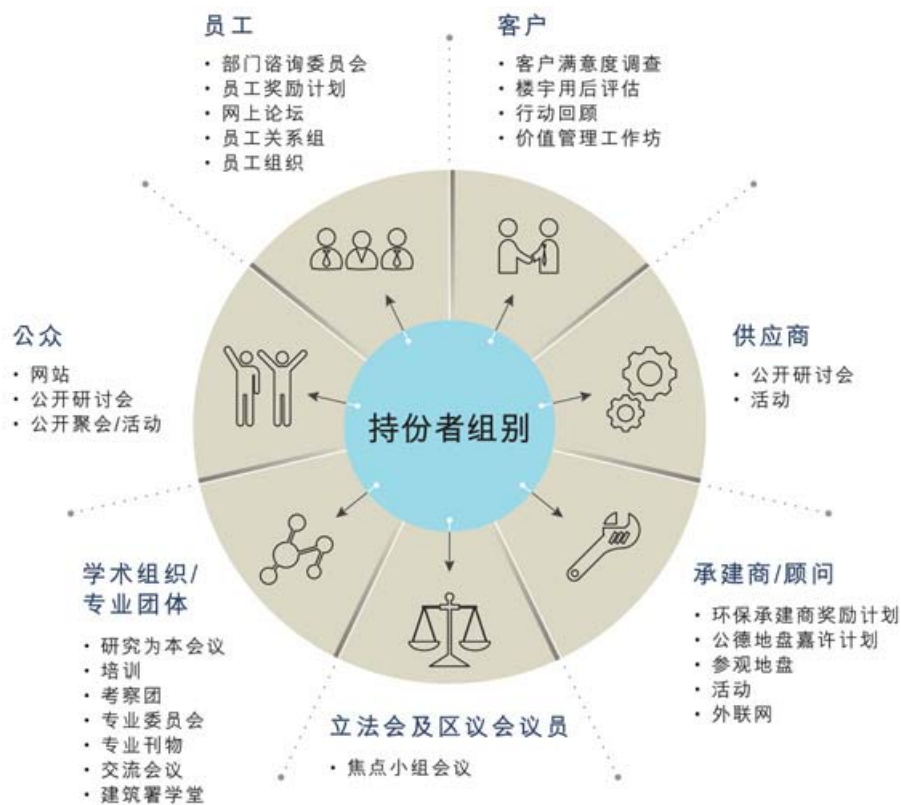 员工
• 部门谘询委员会
• 员工奖励计划
• 网上论坛
• 员工关系组
• 员工组织
客户
• 客户满意度调查
• 楼宇用后评估
• 行动回顾
• 价值管理工作坊
公众
• 网站
• 公开研讨会
• 公开聚会/活动
持份者组别
供应商
• 公开研讨会
• 活动
学术组织/
专业团体
• 研究为本会议
• 培训
• 考察团
• 专业委员会
• 专业刊物
• 交流会议
• 建筑署学堂
立法会及区议会议员
• 焦点小组会议
承建商/顾问
• 环保承建商奖励计划
• 公德地盘嘉许计划
• 参观地盘
• 活动
• 外联网